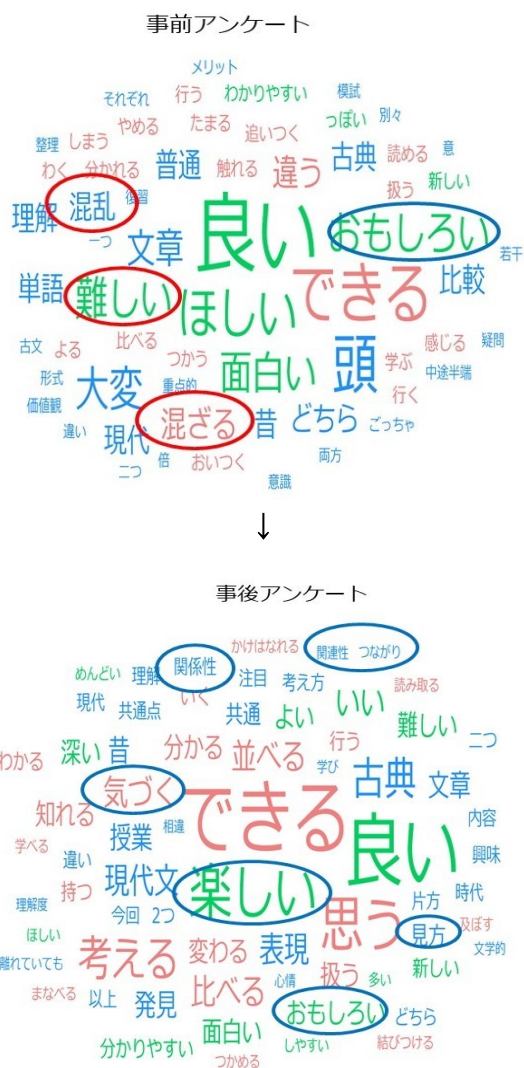 事前アンケート
メリット
それぞれ 行う わかりやすい 模試
やめる たまる 追いつく っぽい 別々
整理 しまう 普通 触れる 違う 古典 読める 意
わく 分かれる 扱う 新しい
理解 混乱 復習 良い おもしろい
一つ 文章 若干
単語 難しい ほしい できる 比較
古文 よる 比べる つかう 面白い 頭 感じる 疑問
形式 大変 重点的 学ぶ 中途半端
価値観 行く
違い 現代 混ざる 昔 どちら ごっちゃ
二つ 倍 おいつく 両方
意識
↓
事後アンケート
かけはなれる 関連性 つながり
めんどい 理解 関係性 注目 考え方 読み取る
現代 共通点 いく 共通 よい いい 難しい
わかる 深い 昔 分かる 並べる 行う 二つ
学び 古典 文章
知れる 気づく できる 内容
学べる 授業 相違 良い 興味
違い
理解度 持つ 現代文 楽しい 片方 時代
ほしい 今回 2つ 思う 見方 及ぼす
離れていても 考える 変わる 表現 文学的
まなべる 以上 発見 比べる 心情 扱う 多い 新しい
おもしろい どちら
分かりやすい 面白い しやすい 結びつける
つかめる